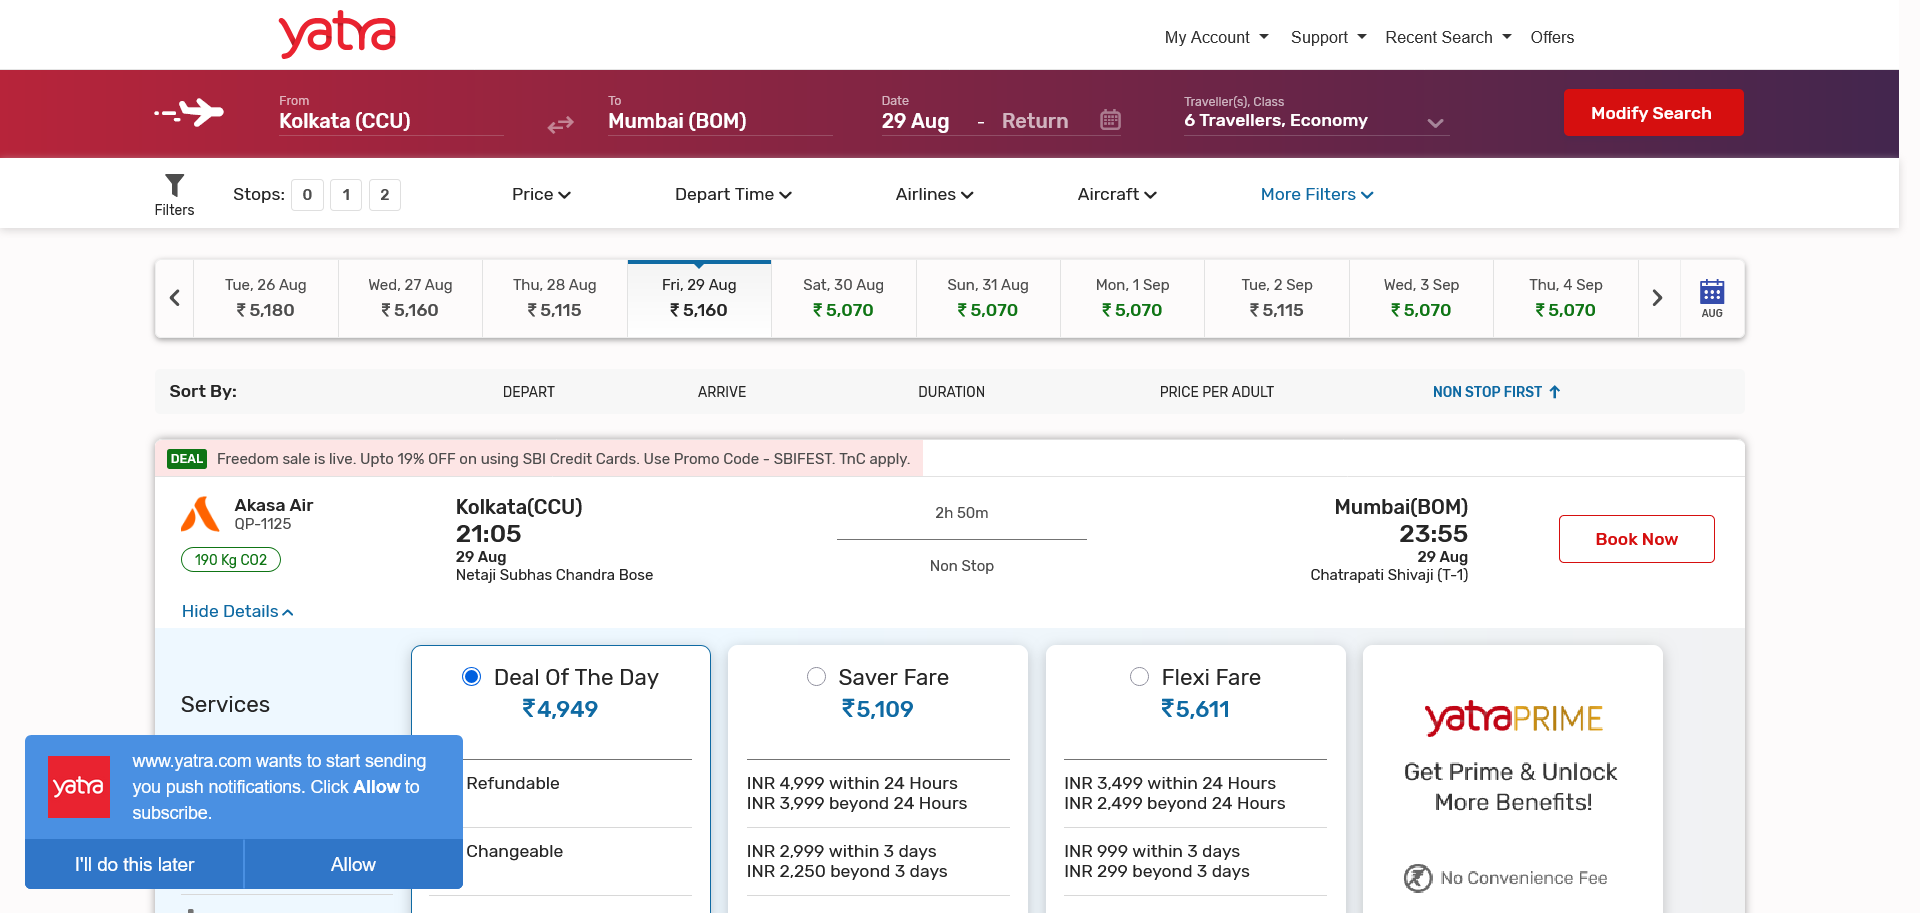 yatra
My Account
Support
Recent Search
Offers
From
Kolkata (CCU)
To
Mumbai (BOM)
Date
29 Aug
-
Return
Traveller(s), Class
6 Travellers, Economy
Modify Search
Filters
Stops:
0
1
2
Price
Depart Time
Airlines
Aircraft
More Filters
Tue, 26 Aug
₹ 5,180
Wed, 27 Aug
₹ 5,160
Thu, 28 Aug
₹ 5,115
Fri, 29 Aug
₹ 5,160
Sat, 30 Aug
₹ 5,070
Sun, 31 Aug
₹ 5,070
Mon, 1 Sep
₹ 5,070
Tue, 2 Sep
₹ 5,115
Wed, 3 Sep
₹ 5,070
Thu, 4 Sep
₹ 5,070
AUG
Sort By:
DEPART
ARRIVE
DURATION
PRICE PER ADULT
NON STOP FIRST
DEAL
Freedom sale is live. Upto 19% OFF on using SBI Credit Cards. Use Promo Code - SBIFEST. TnC apply.
Akasa Air
QP-1125
190 Kg CO2
Kolkata(CCU)
21:05
29 Aug
Netaji Subhas Chandra Bose
2h 50m
Non Stop
Mumbai(BOM)
23:55
29 Aug
Chatrapati Shivaji (T-1)
Book Now
Hide Details
Services
Deal Of The Day
₹4,949
Refundable
Changeable
Saver Fare
₹5,109
INR 4,999 within 24 Hours
INR 3,999 beyond 24 Hours
INR 2,999 within 3 days
INR 2,250 beyond 3 days
Flexi Fare
₹5,611
INR 3,499 within 24 Hours
INR 2,499 beyond 24 Hours
INR 999 within 3 days
INR 299 beyond 3 days
yatraPRIME
Get Prime & Unlock
More Benefits!
No Convenience Fee
yatra
www.yatra.com wants to start sending
you push notifications. Click Allow to
subscribe.
I'll do this later
Allow